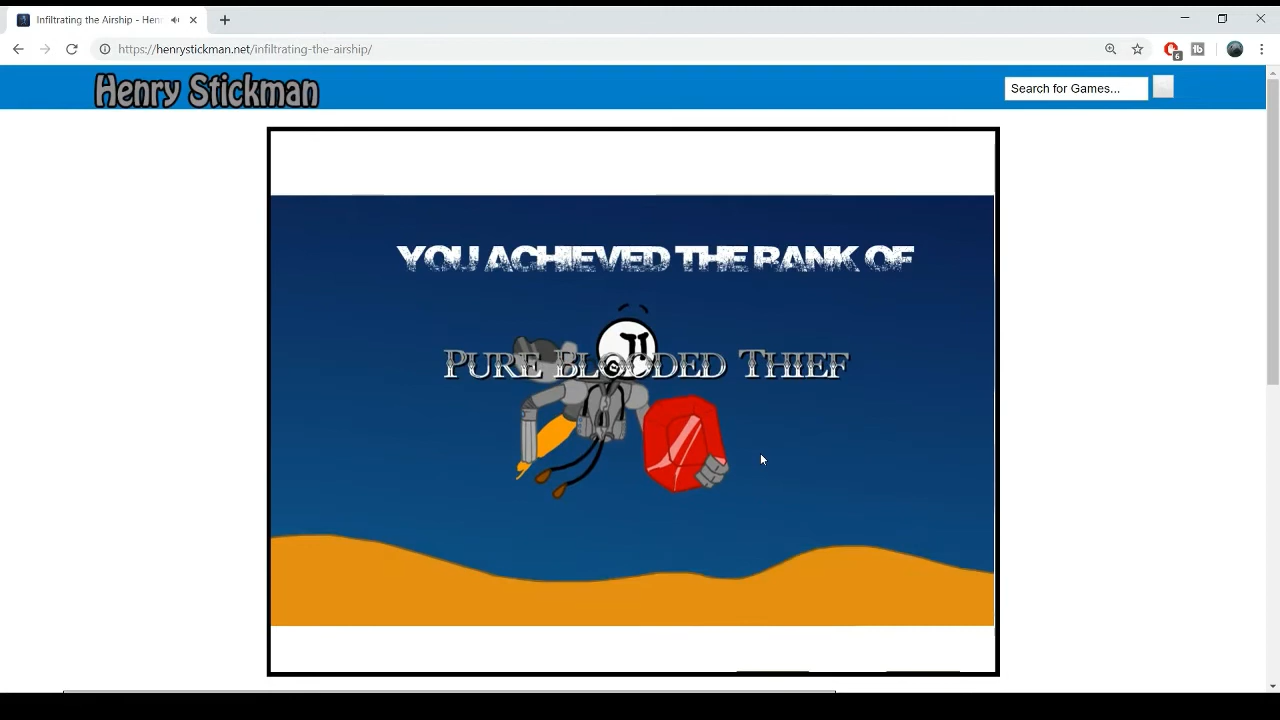 Infiltrating the Airship - Hen
https://henrystickman.net/infiltrating-the-airship/
6
Henry Stickman
Search for Games...
YOU ACHIEVED THE RANK OF
PURE BLOODED THIEF